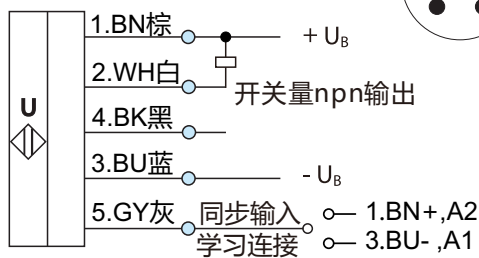 1.BN棕
+ UB
2.WH白
开关量npn输出
U
4.BK黑
3.BU蓝
- UB
5.GY灰
同步输入
学习连接
1.BN+,A2
3.BU- ,A1